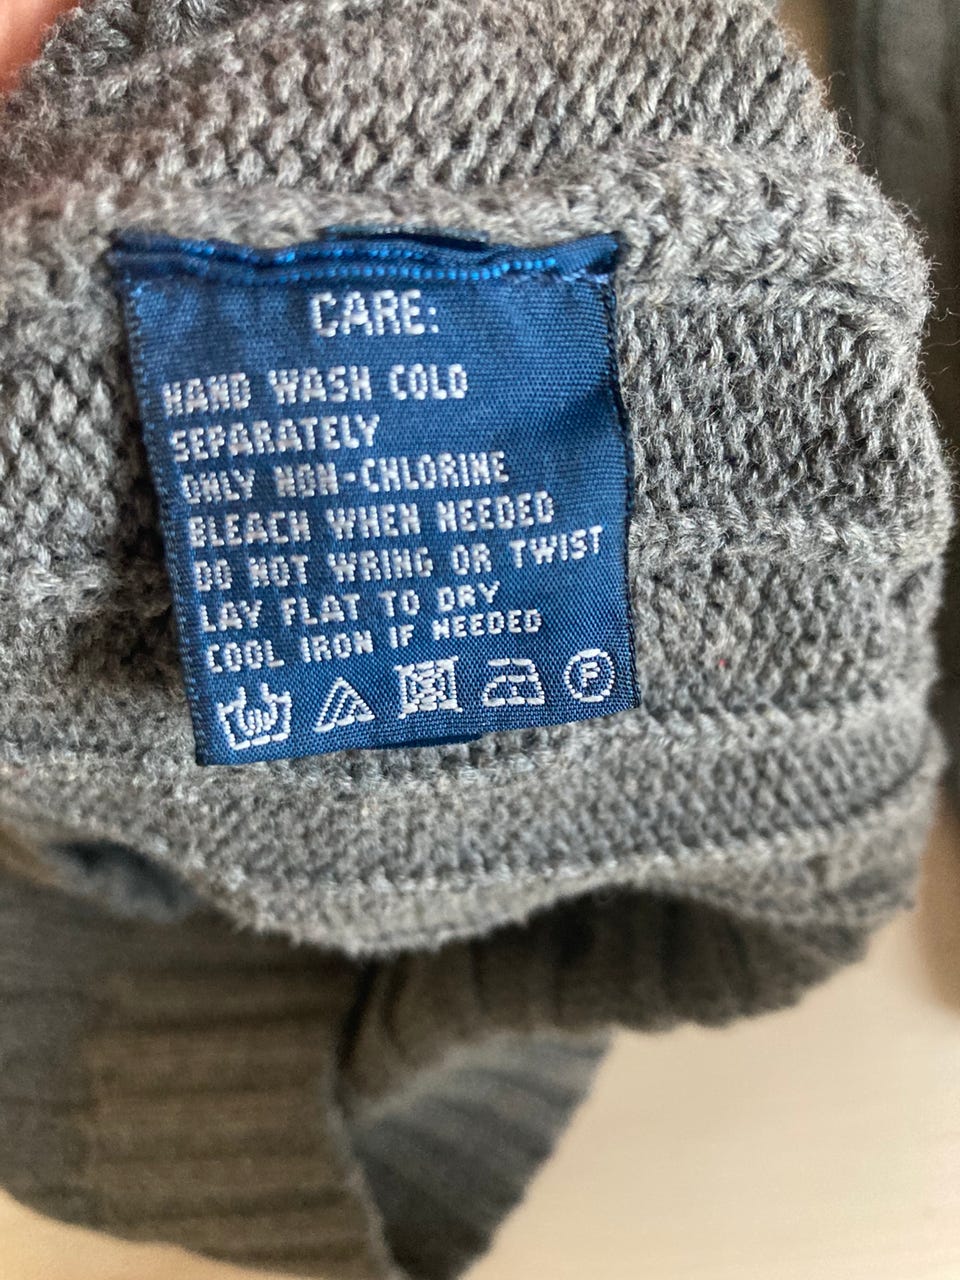 CARE:
HAND WASH COLD
SEPARATELY
ONLY NON-CHLORINE
BLEACH WHEN NEEDED
DO NOT WRING OR TWIST
LAY FLAT TO DRY
COOL IRON IF NEEDED
F